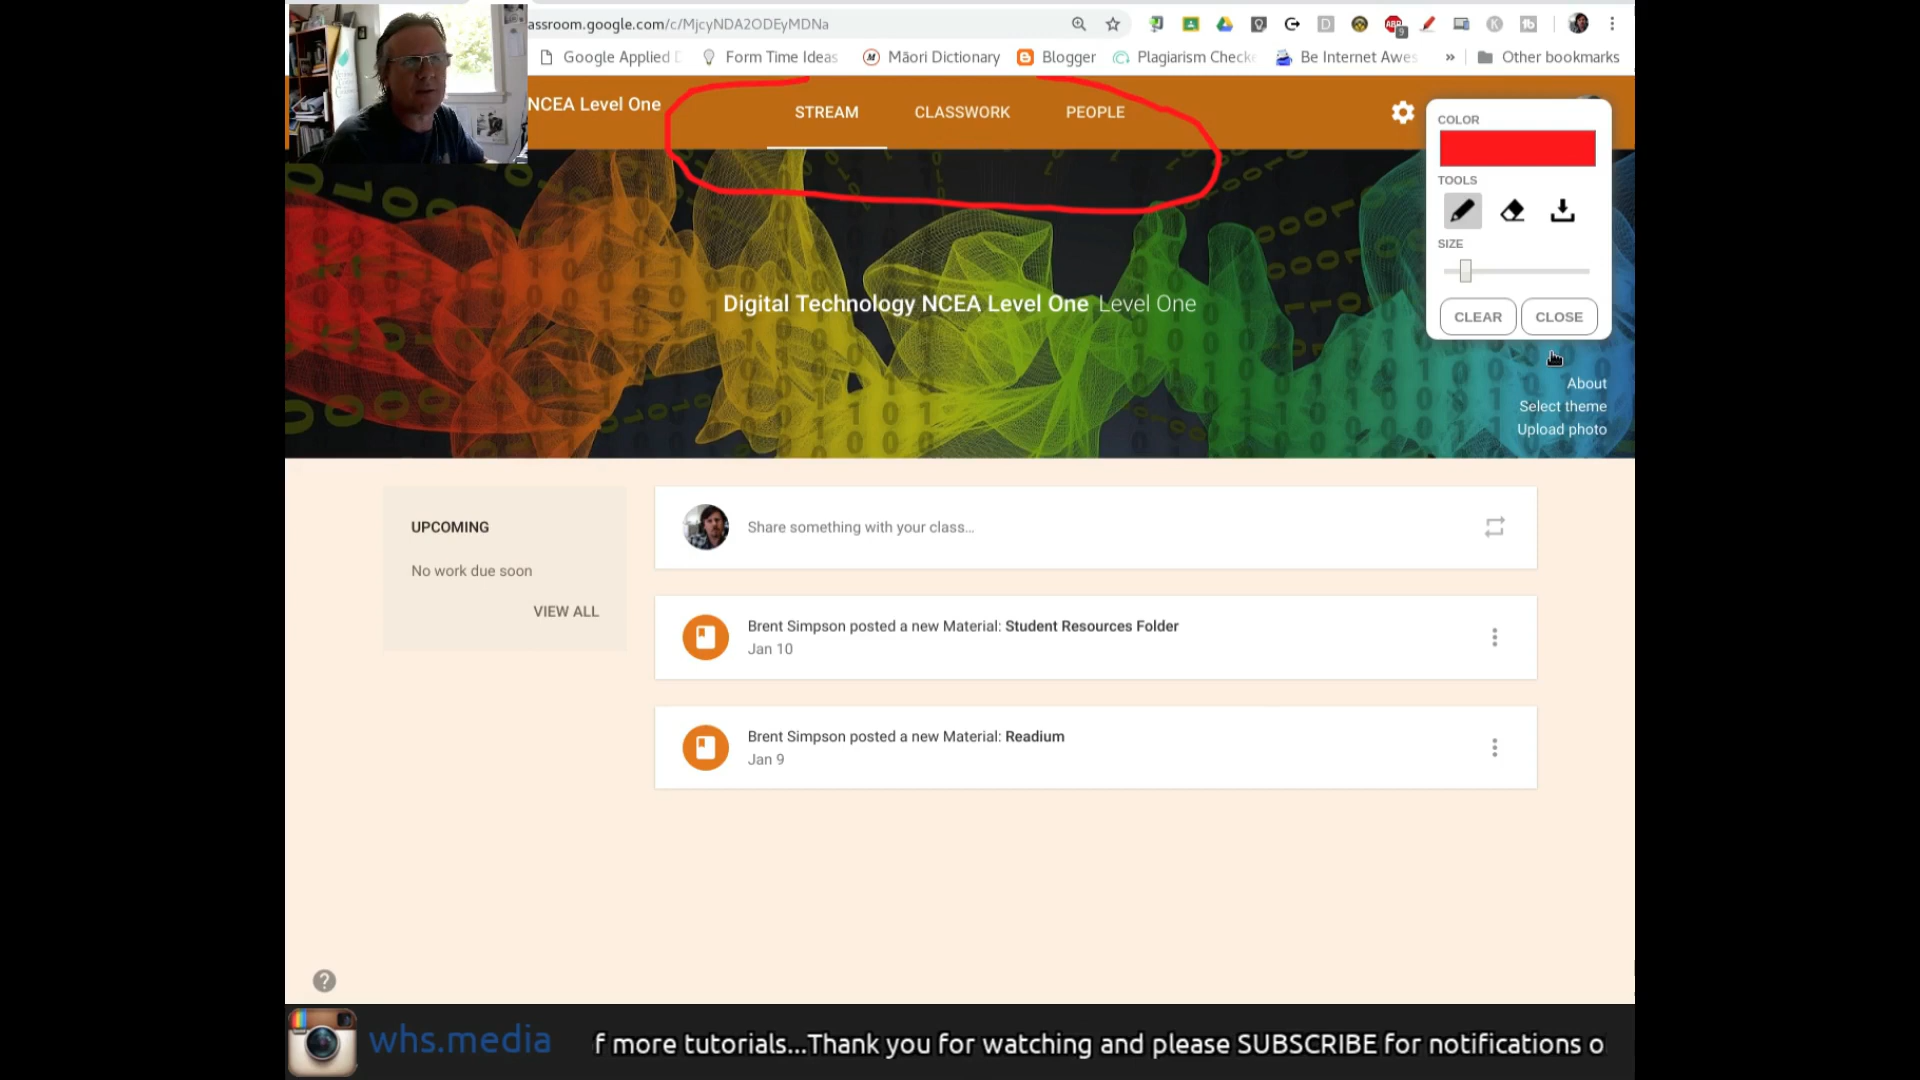 assroom.google.com/c/MjcyNDA2ODEyMDNa
9
Google Applied D
Form Time Ideas
Māori Dictionary
Blogger
Plagiarism Checke
Be Internet Awes
»
Other bookmarks
NCEA Level One
STREAM
CLASSWORK
PEOPLE
COLOR
TOOLS
SIZE
CLEAR
CLOSE
Digital Technology NCEA Level One Level One
About
Select theme
Upload photo
UPCOMING
No work due soon
VIEW ALL
Share something with your class...
Brent Simpson posted a new Material: Student Resources Folder
Jan 10
Brent Simpson posted a new Material: Readium
Jan 9
whs.media
f more tutorials...Thank you for watching and please SUBSCRIBE for notifications o